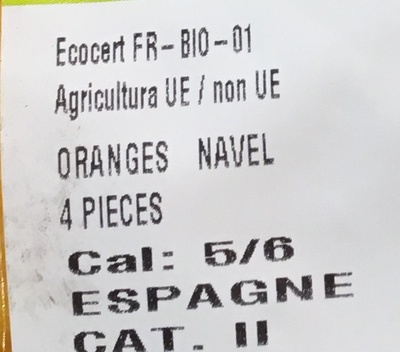 Ecocert FR-BIO-01
Agricultura UE / non UE
ORANGES NAVEL
4 PIECES
Cal: 5/6
ESPAGNE
CAT. II